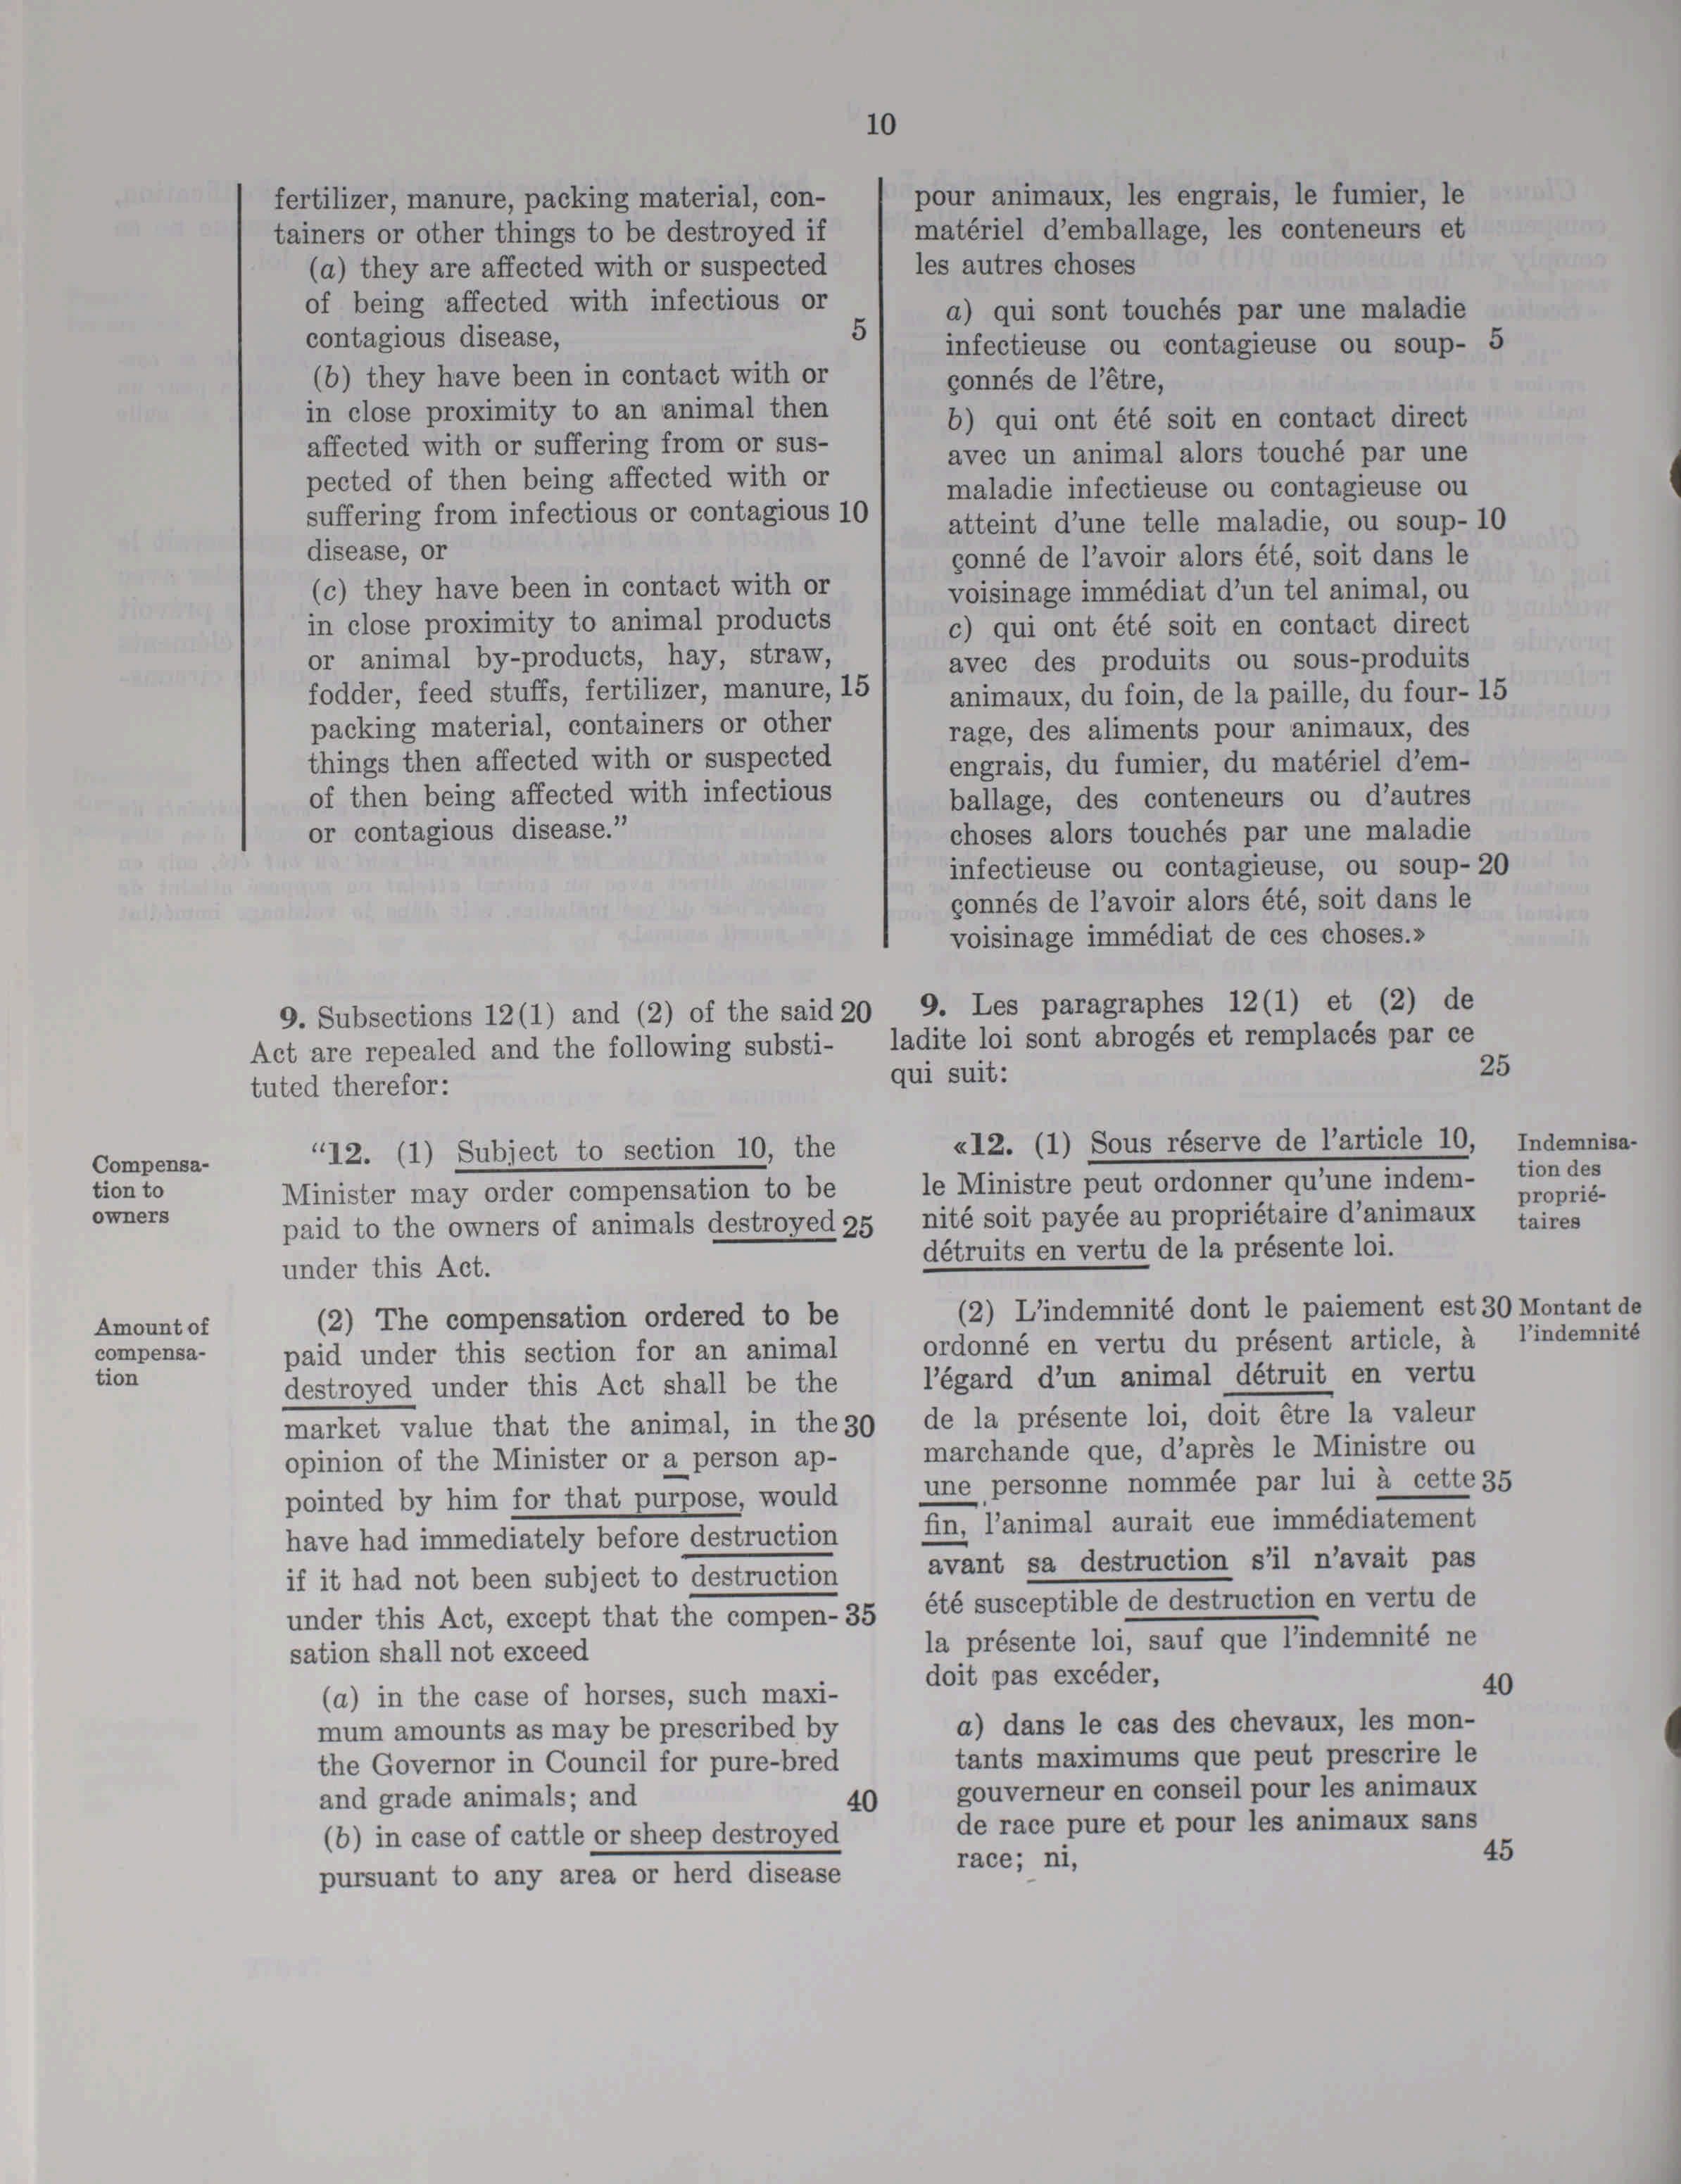 10
fertilizer, manure, packing material, con-
tainers or other things to be destroyed if
(a) they are affected with or suspected
of being affected with infectious or
contagious disease,
5
(b) they have been in contact with or
in close proximity to an animal then
affected with or suffering from or sus-
pected of then being affected with or
suffering from infectious or contagious 10
disease, or
(c) they have been in contact with or
in close proximity to animal products
or animal by-products, hay, straw,
fodder, feed stuffs, fertilizer, manure, 15
packing material, containers or other
things then affected with or suspected
of then being affected with infectious
or contagious disease.”
9. Subsections 12(1) and (2) of the said 20
Act are repealed and the following substi-
tuted therefor:
Compensa-
tion to
owners
“12. (1) Subject to section 10, the
Minister may order compensation to be
paid to the owners of animals destroyed 25
under this Act.
Amount of
compensa-
tion
(2) The compensation ordered to be
paid under this section for an animal
destroyed under this Act shall be the
market value that the animal, in the 30
opinion of the Minister or a person ap-
pointed by him for that purpose, would
have had immediately before destruction
if it had not been subject to destruction
under this Act, except that the compen- 35
sation shall not exceed
(a) in the case of horses, such maxi-
mum amounts as may be prescribed by
the Governor in Council for pure-bred
and grade animals; and 40
(b) in case of cattle or sheep destroyed
pursuant to any area or herd disease
pour animaux, les engrais, le fumier, le
matériel d’emballage, les conteneurs et
les autres choses
a) qui sont touchés par une maladie
infectieuse ou contagieuse ou soup- 5
çonnés de l’être,
b) qui ont été soit en contact direct
avec un animal alors touché par une
maladie infectieuse ou contagieuse ou
atteint d’une telle maladie, ou soup- 10
çonné de l’avoir alors été, soit dans le
voisinage immédiat d’un tel animal, ou
c) qui ont été soit en contact direct
avec des produits ou sous-produits
animaux, du foin, de la paille, du four- 15
rage, des aliments pour animaux, des
engrais, du fumier, du matériel d’em-
ballage, des conteneurs ou d’autres
choses alors touchés par une maladie
infectieuse ou contagieuse, ou soup- 20
çonnés de l’avoir alors été, soit dans le
voisinage immédiat de ces choses.»
9. Les paragraphes 12(1) et (2) de
ladite loi sont abrogés et remplacés par ce
qui suit: 25
«12. (1) Sous réserve de l’article 10,
le Ministre peut ordonner qu’une indem-
nité soit payée au propriétaire d’animaux
détruits en vertu de la présente loi.
Indemnisa-
tion des
proprié-
taires
(2) L’indemnité dont le paiement est 30
ordonné en vertu du présent article, à
l’égard d’un animal détruit en vertu
de la présente loi, doit être la valeur
marchande que, d’après le Ministre ou
une personne nommée par lui à cette 35
fin, l’animal aurait eue immédiatement
avant sa destruction s’il n’avait pas
été susceptible de destruction en vertu de
la présente loi, sauf que l’indemnité ne
doit pas excéder, 40
Montant de
l’indemnité
a) dans le cas des chevaux, les mon-
tants maximums que peut prescrire le
gouverneur en conseil pour les animaux
de race pure et pour les animaux sans
race; ni, 45